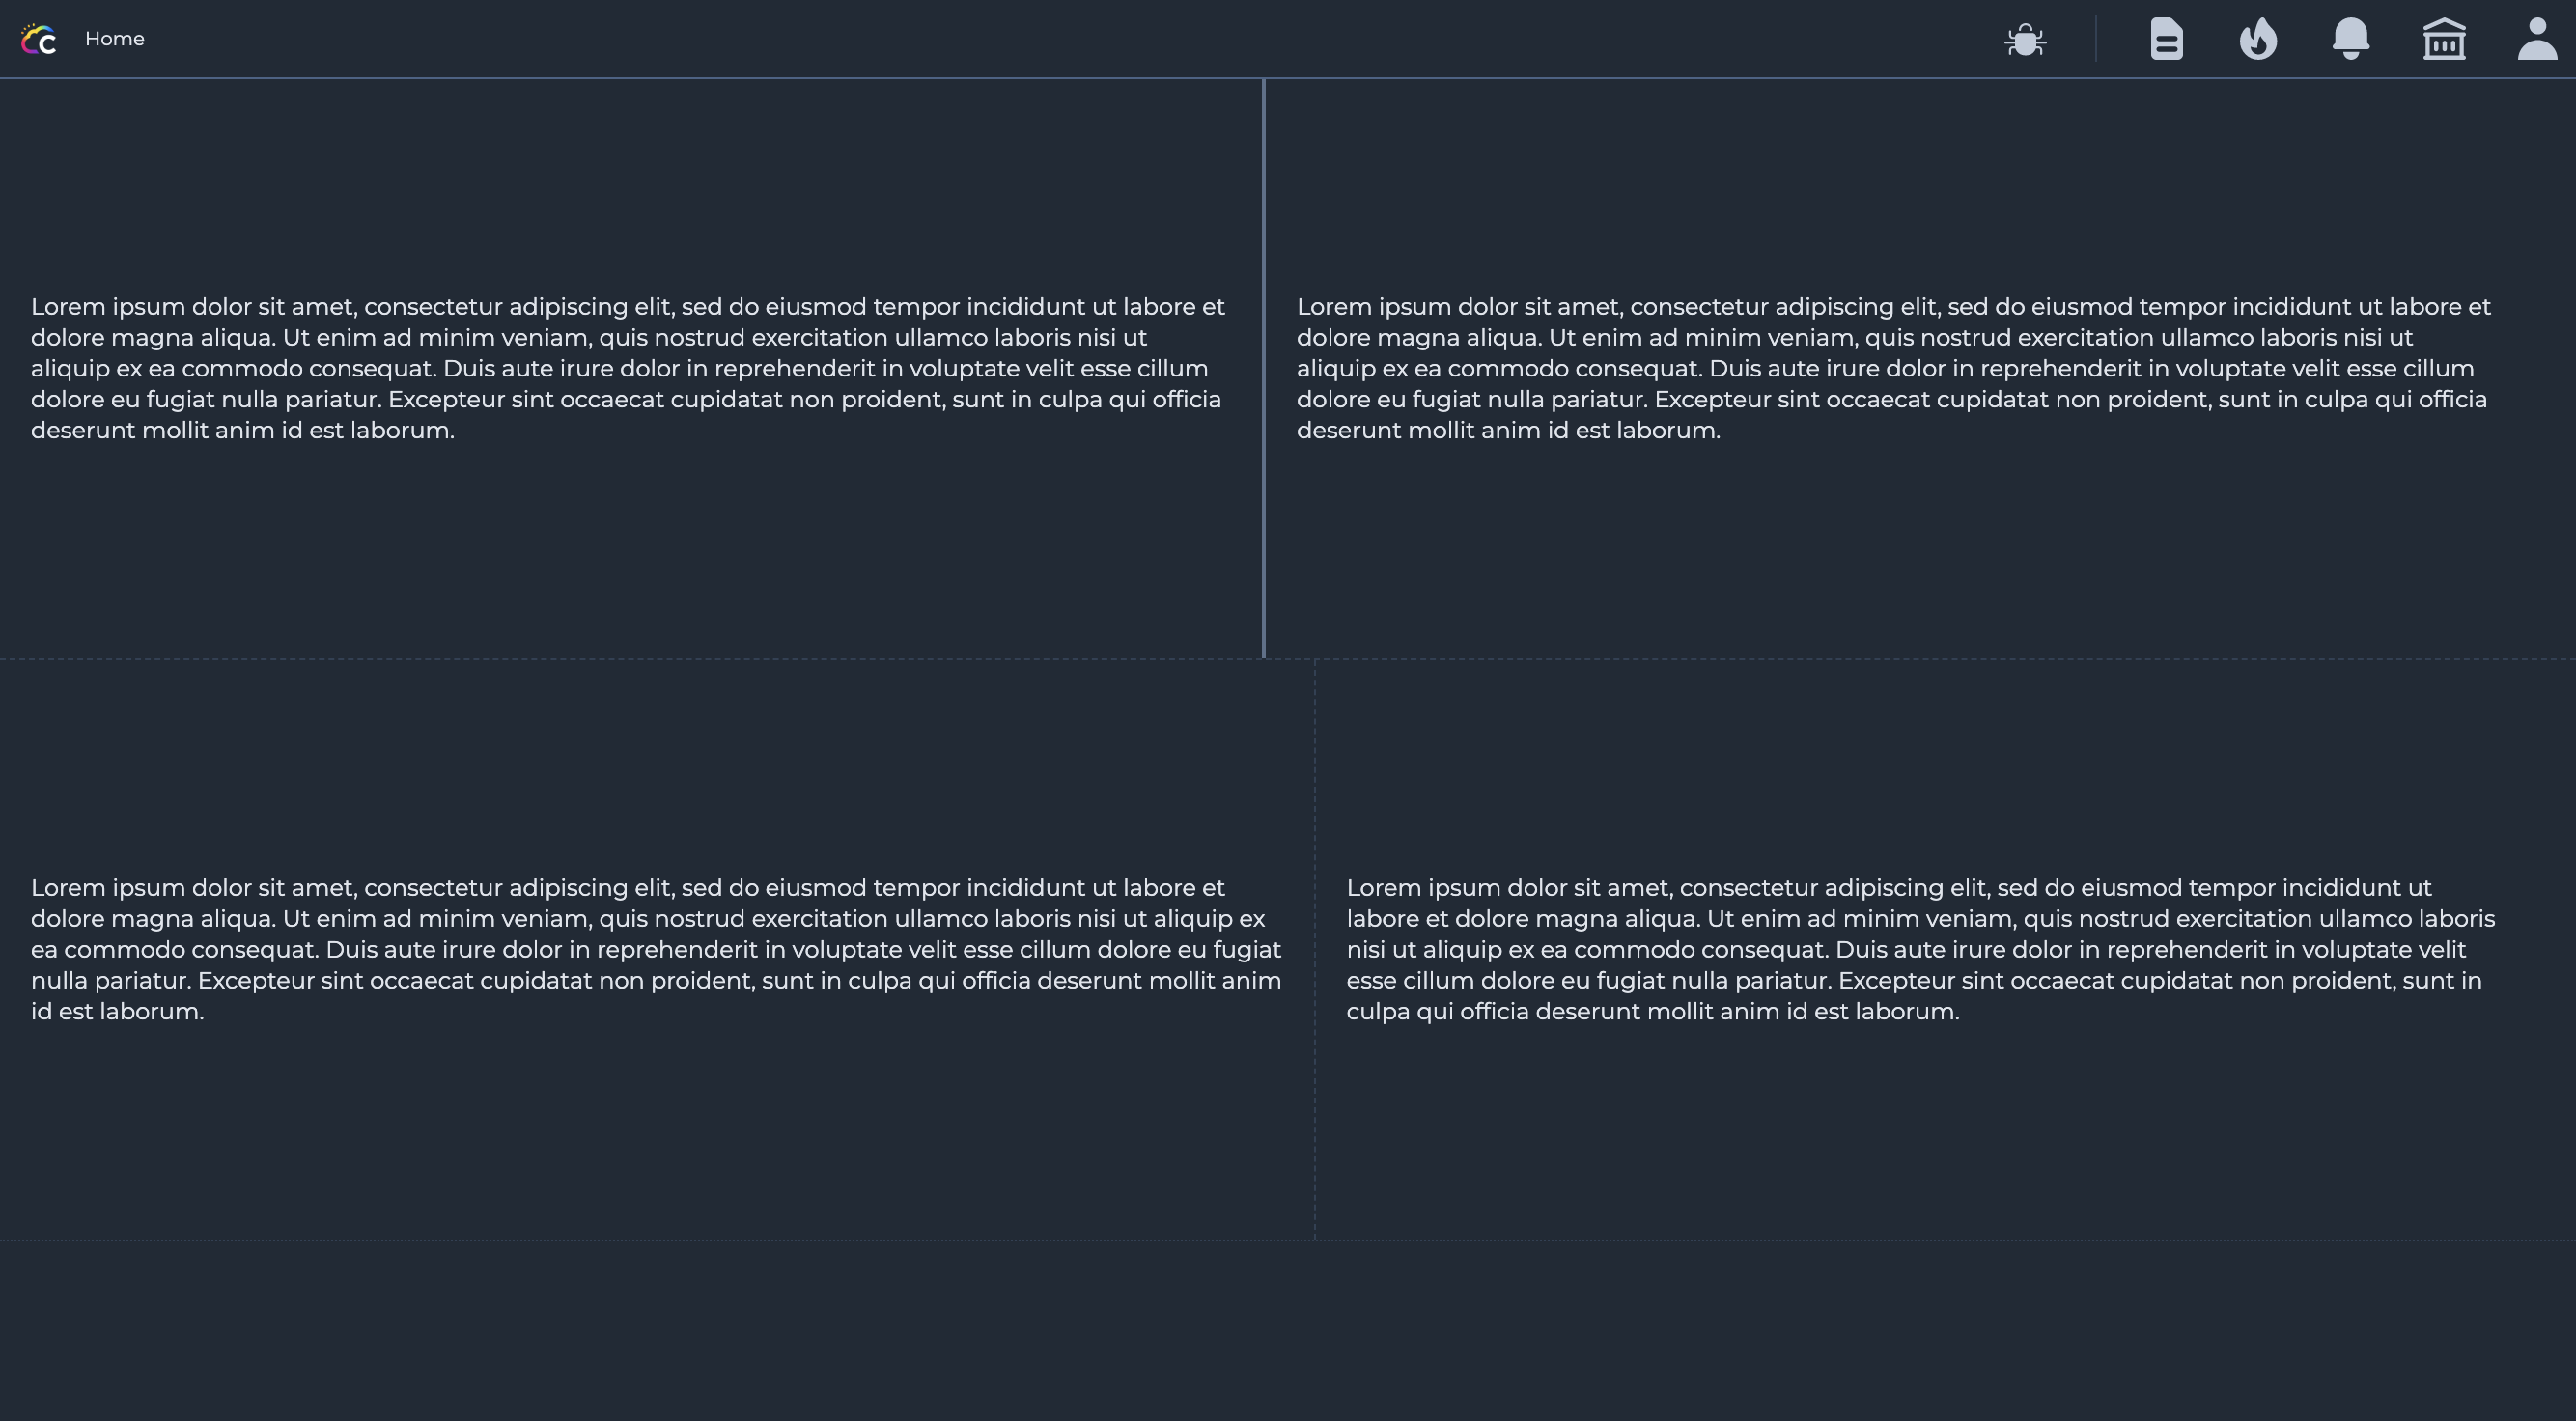 Home
Lorem ipsum dolor sit amet, consectetur adipiscing elit, sed do eiusmod tempor incididunt ut labore et
dolore magna aliqua. Ut enim ad minim veniam, quis nostrud exercitation ullamco laboris nisi ut
aliquip ex ea commodo consequat. Duis aute irure dolor in reprehenderit in voluptate velit esse cillum
dolore eu fugiat nulla pariatur. Excepteur sint occaecat cupidatat non proident, sunt in culpa qui officia
deserunt mollit anim id est laborum.
Lorem ipsum dolor sit amet, consectetur adipiscing elit, sed do eiusmod tempor incididunt ut labore et
dolore magna aliqua. Ut enim ad minim veniam, quis nostrud exercitation ullamco laboris nisi ut
aliquip ex ea commodo consequat. Duis aute irure dolor in reprehenderit in voluptate velit esse cillum
dolore eu fugiat nulla pariatur. Excepteur sint occaecat cupidatat non proident, sunt in culpa qui officia
deserunt mollit anim id est laborum.
Lorem ipsum dolor sit amet, consectetur adipiscing elit, sed do eiusmod tempor incididunt ut labore et
dolore magna aliqua. Ut enim ad minim veniam, quis nostrud exercitation ullamco laboris nisi ut aliquip ex
ea commodo consequat. Duis aute irure dolor in reprehenderit in voluptate velit esse cillum dolore eu fugiat
nulla pariatur. Excepteur sint occaecat cupidatat non proident, sunt in culpa qui officia deserunt mollit anim
id est laborum.
Lorem ipsum dolor sit amet, consectetur adipiscing elit, sed do eiusmod tempor incididunt ut
labore et dolore magna aliqua. Ut enim ad minim veniam, quis nostrud exercitation ullamco laboris
nisi ut aliquip ex ea commodo consequat. Duis aute irure dolor in reprehenderit in voluptate velit
esse cillum dolore eu fugiat nulla pariatur. Excepteur sint occaecat cupidatat non proident, sunt in
culpa qui officia deserunt mollit anim id est laborum.